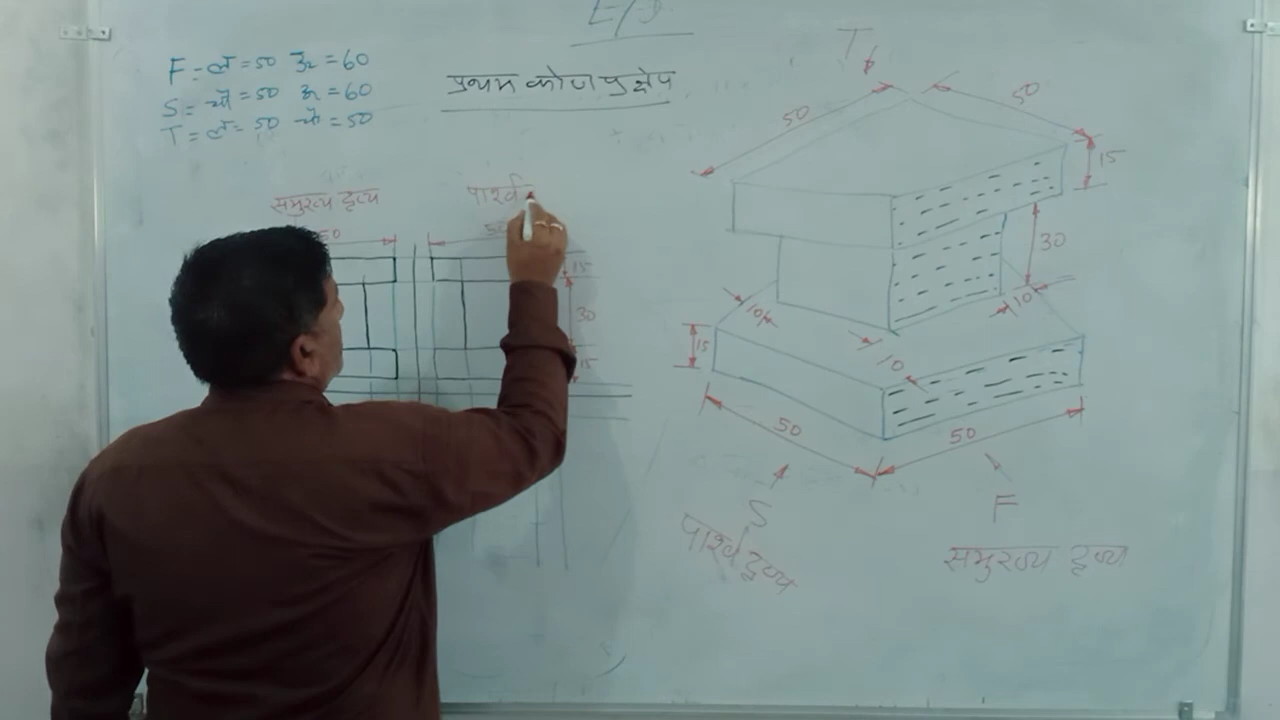 E/D.
F = ल = 50 ऊ = 60
S = चौ = 50 ऊ = 60
T = ल = 50 चौ = 50
प्रथम कोण प्रक्षेप
समुख्य दृष्य
पार्श्व
50
50
15
30
15
T
50
50
15
30
10
10
10
15
50
50
S
F
पार्श्व दृष्य
समुख्य दृष्य